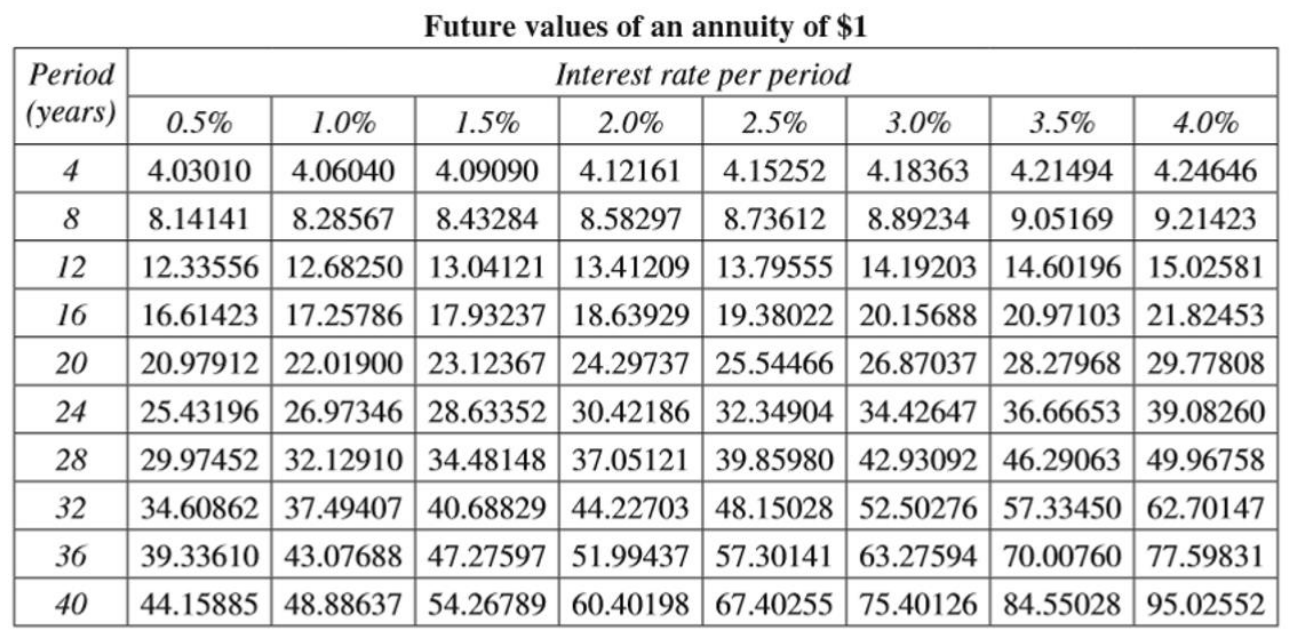 Future values of an annuity of $1
Period (years) Interest rate per period
0.5% 1.0% 1.5% 2.0% 2.5% 3.0% 3.5% 4.0%
4 4.03010 4.06040 4.09090 4.12161 4.15252 4.18363 4.21494 4.24646
8 8.14141 8.28567 8.43284 8.58297 8.73612 8.89234 9.05169 9.21423
12 12.33556 12.68250 13.04121 13.41209 13.79555 14.19203 14.60196 15.02581
16 16.61423 17.25786 17.93237 18.63929 19.38022 20.15688 20.97103 21.82453
20 20.97912 22.01900 23.12367 24.29737 25.54466 26.87037 28.27968 29.77808
24 25.43196 26.97346 28.63352 30.42186 32.34904 34.42647 36.66653 39.08260
28 29.97452 32.12910 34.48148 37.05121 39.85980 42.93092 46.29063 49.96758
32 34.60862 37.49407 40.68829 44.22703 48.15028 52.50276 57.33450 62.70147
36 39.33610 43.07688 47.27597 51.99437 57.30141 63.27594 70.00760 77.59831
40 44.15885 48.88637 54.26789 60.40198 67.40255 75.40126 84.55028 95.02552